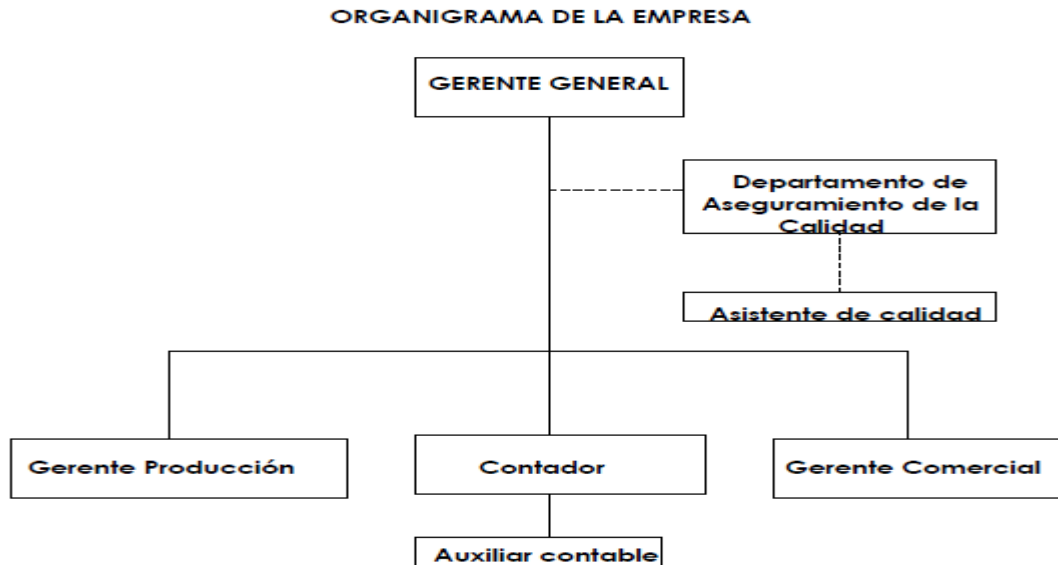 ORGANIGRAMA DE LA EMPRESA
GERENTE GENERAL
Departamento de
Aseguramiento de la
Calidad
Asistente de calidad
Gerente Producción
Contador
Gerente Comercial
Auxiliar contable